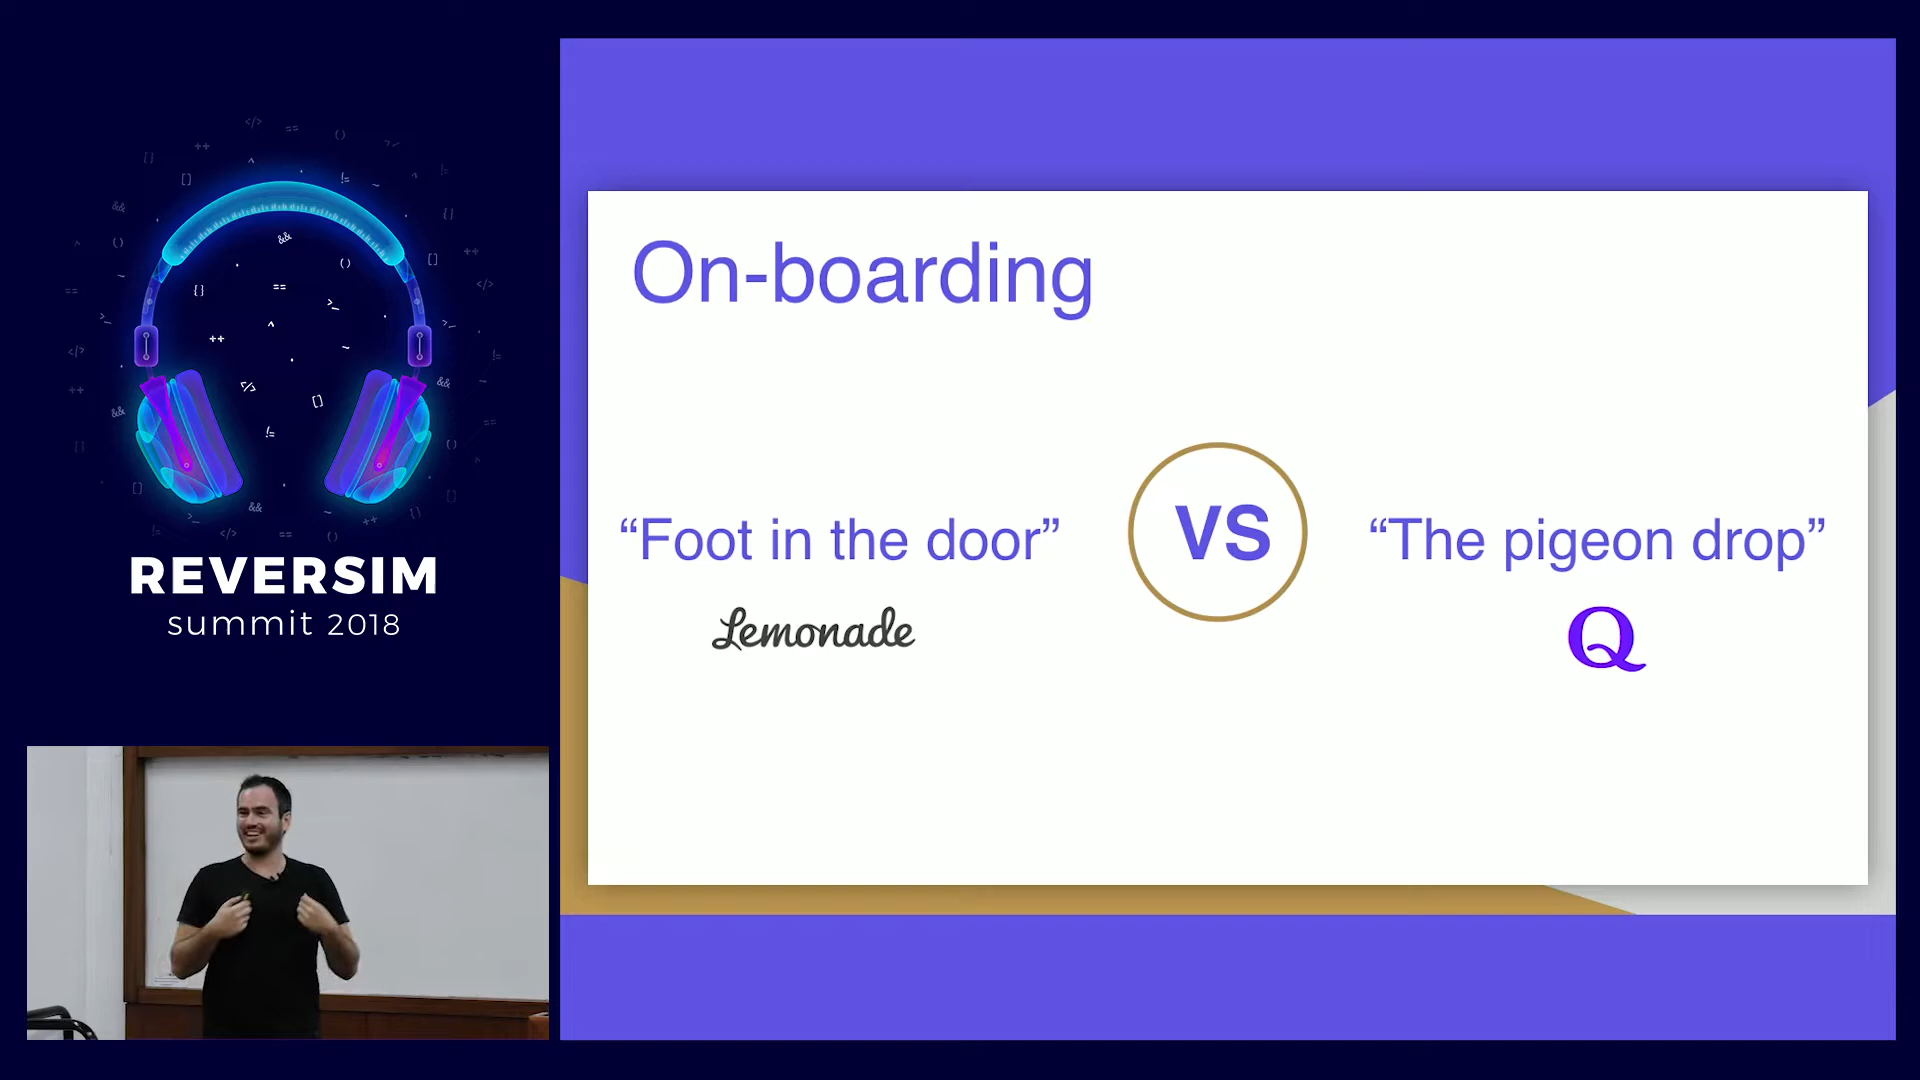 REVERSIM
summit 2018
On-boarding
“Foot in the door”
VS
“The pigeon drop”
Lemonade
Q